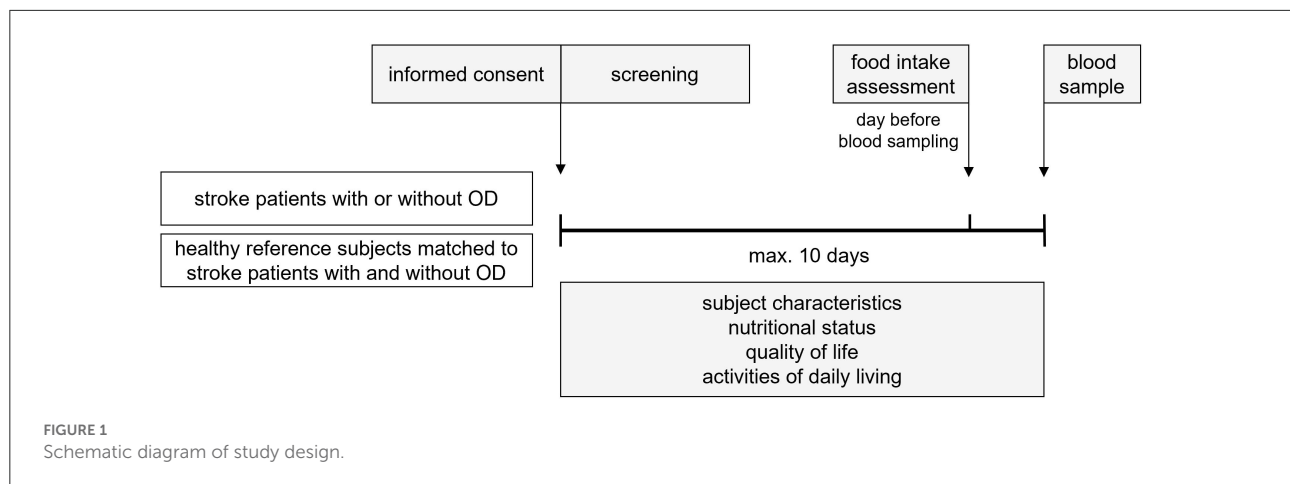 informed consent
screening
food intake
assessment
blood
sample
day before
blood sampling
stroke patients with or without OD
healthy reference subjects matched to
stroke patients with and without OD
max. 10 days
subject characteristics
nutritional status
quality of life
activities of daily living
FIGURE 1
Schematic diagram of study design.